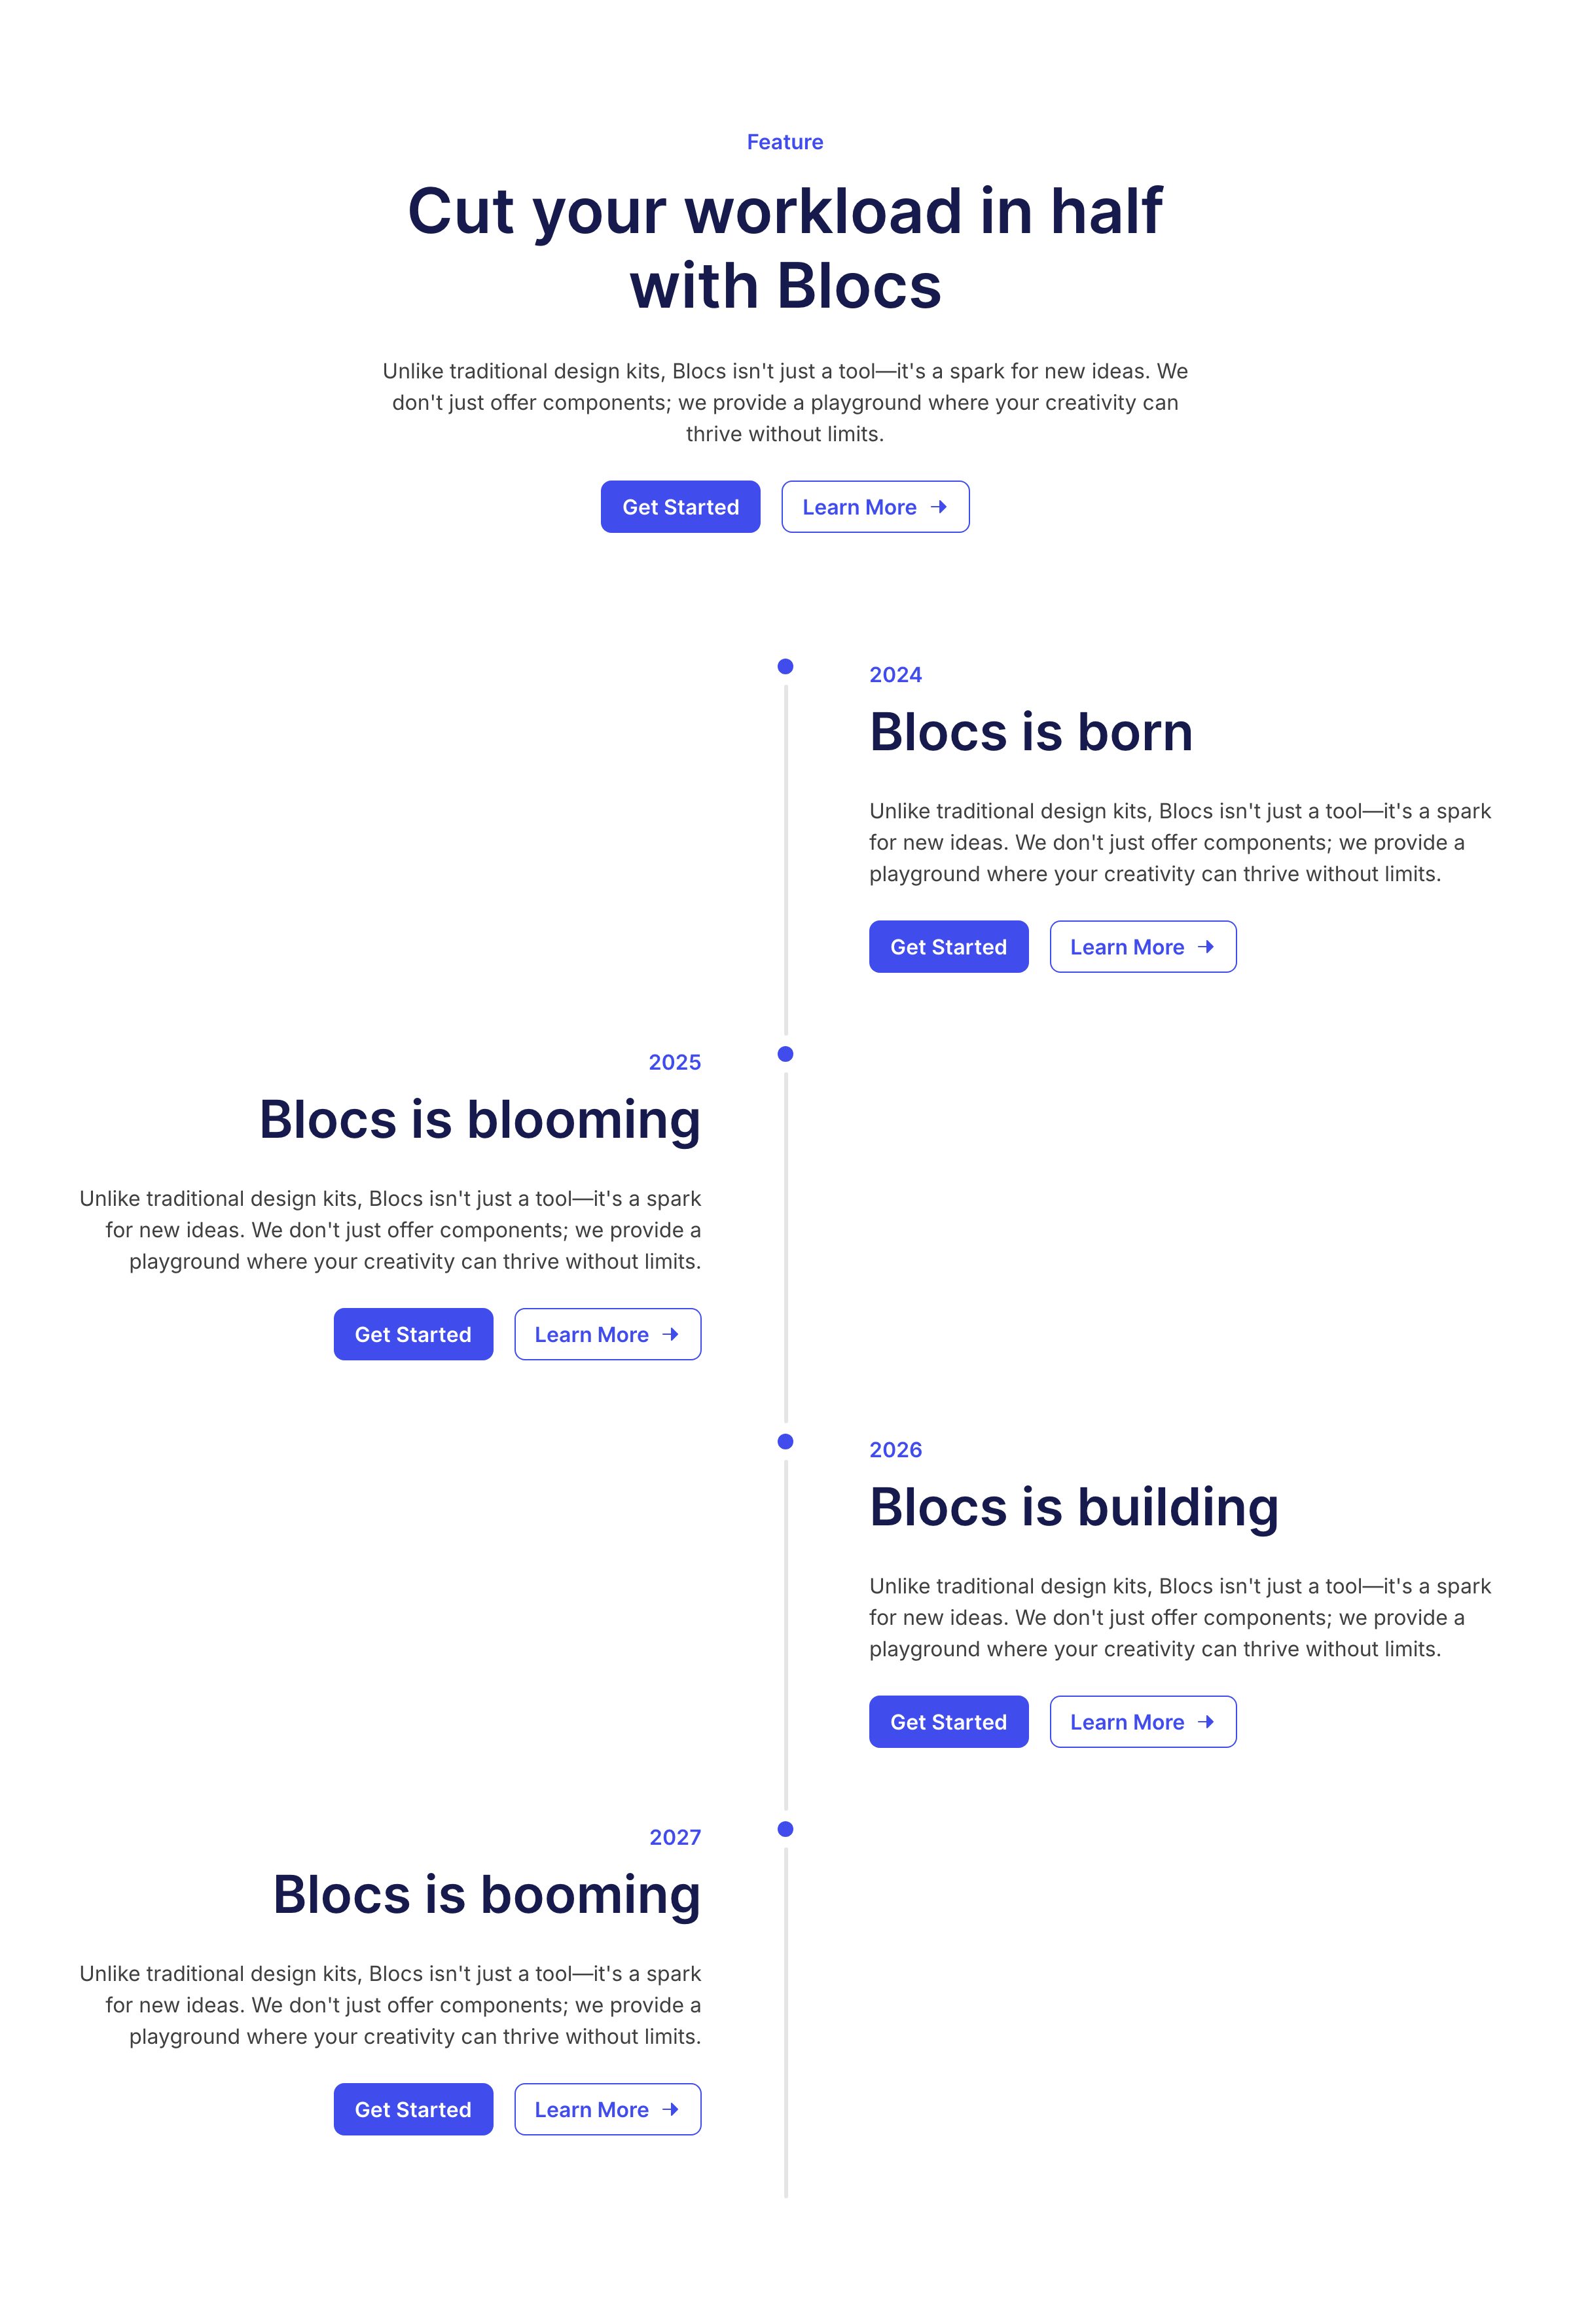 Feature
Cut your workload in half
with Blocs
Unlike traditional design kits, Blocs isn't just a tool—it's a spark for new ideas. We
don't just offer components; we provide a playground where your creativity can
thrive without limits.
Get Started
Learn More
2024
Blocs is born
Unlike traditional design kits, Blocs isn't just a tool—it's a spark
for new ideas. We don't just offer components; we provide a
playground where your creativity can thrive without limits.
Get Started
Learn More
2025
Blocs is blooming
Unlike traditional design kits, Blocs isn't just a tool—it's a spark
for new ideas. We don't just offer components; we provide a
playground where your creativity can thrive without limits.
Get Started
Learn More
2026
Blocs is building
Unlike traditional design kits, Blocs isn't just a tool—it's a spark
for new ideas. We don't just offer components; we provide a
playground where your creativity can thrive without limits.
Get Started
Learn More
2027
Blocs is booming
Unlike traditional design kits, Blocs isn't just a tool—it's a spark
for new ideas. We don't just offer components; we provide a
playground where your creativity can thrive without limits.
Get Started
Learn More